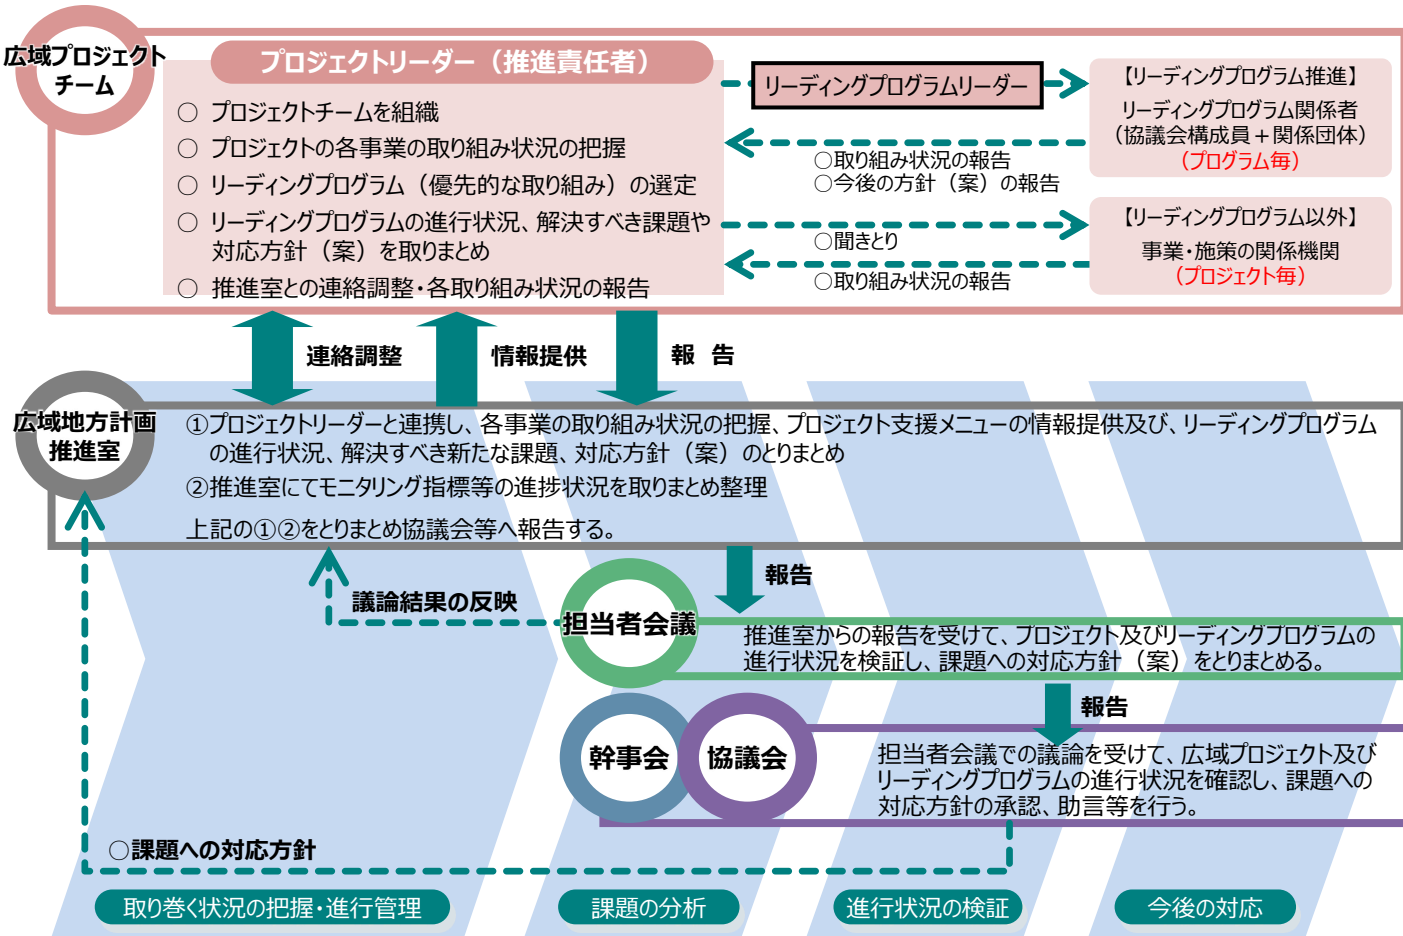 広域プロジェクト
チーム
プロジェクトリーダー（推進責任者）
○ プロジェクトチームを組織
○ プロジェクトの各事業の取り組み状況の把握
○ リーディングプログラム（優先的な取り組み）の選定
○ リーディングプログラムの進行状況、解決すべき課題や
対応方針（案）を取りまとめ
○ 推進室との連絡調整・各取り組み状況の報告
リーディングプログラムリーダー
○取り組み状況の報告
○今後の方針（案）の報告
○聞きとり
○取り組み状況の報告
【リーディングプログラム推進】
リーディングプログラム関係者
（協議会構成員＋関係団体）
（プログラム毎）
【リーディングプログラム以外】
事業・施策の関係機関
（プロジェクト毎）
連絡調整
情報提供
報 告
広域地方計画
推進室
①プロジェクトリーダーと連携し、各事業の取り組み状況の把握、プロジェクト支援メニューの情報提供及び、リーディングプログラム
の進行状況、解決すべき新たな課題、対応方針（案）のとりまとめ
②推進室にてモニタリング指標等の進捗状況を取りまとめ整理
上記の①②をとりまとめ協議会等へ報告する。
報告
議論結果の反映
担当者会議
推進室からの報告を受けて、プロジェクト及びリーディングプログラムの
進行状況を検証し、課題への対応方針（案）をとりまとめる。
報告
幹事会
協議会
担当者会議での議論を受けて、広域プロジェクト及び
リーディングプログラムの進行状況を確認し、課題への
対応方針の承認、助言等を行う。
○課題への対応方針
取り巻く状況の把握・進行管理
課題の分析
進行状況の検証
今後の対応